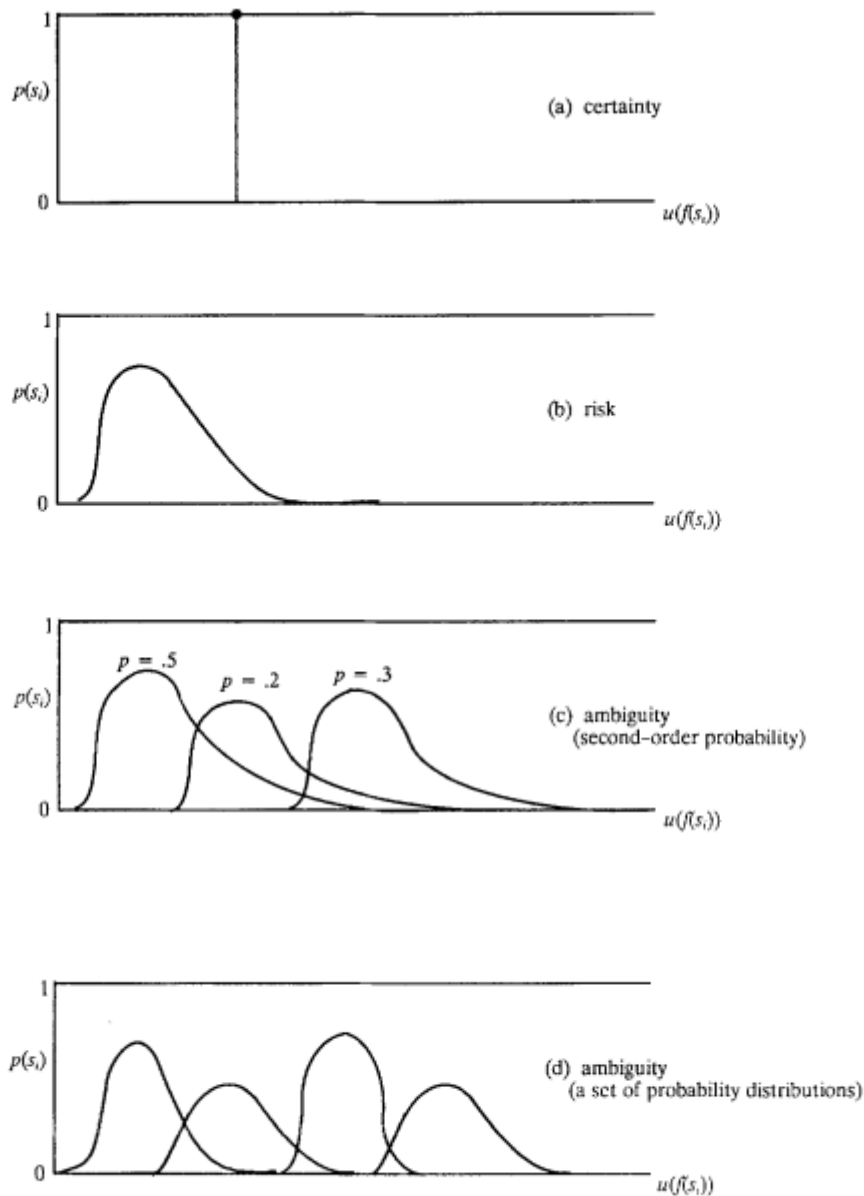 1
p(sᵢ)
(a) certainty
0
u(f(sᵢ))
1
p(sᵢ)
(b) risk
0
u(f(sᵢ))
1
p = .5
p = .2
p = .3
p(sᵢ)
(c) ambiguity
(second–order probability)
0
u(f(sᵢ))
1
p(sᵢ)
(d) ambiguity
(a set of probability distributions)
0
u(f(sᵢ))